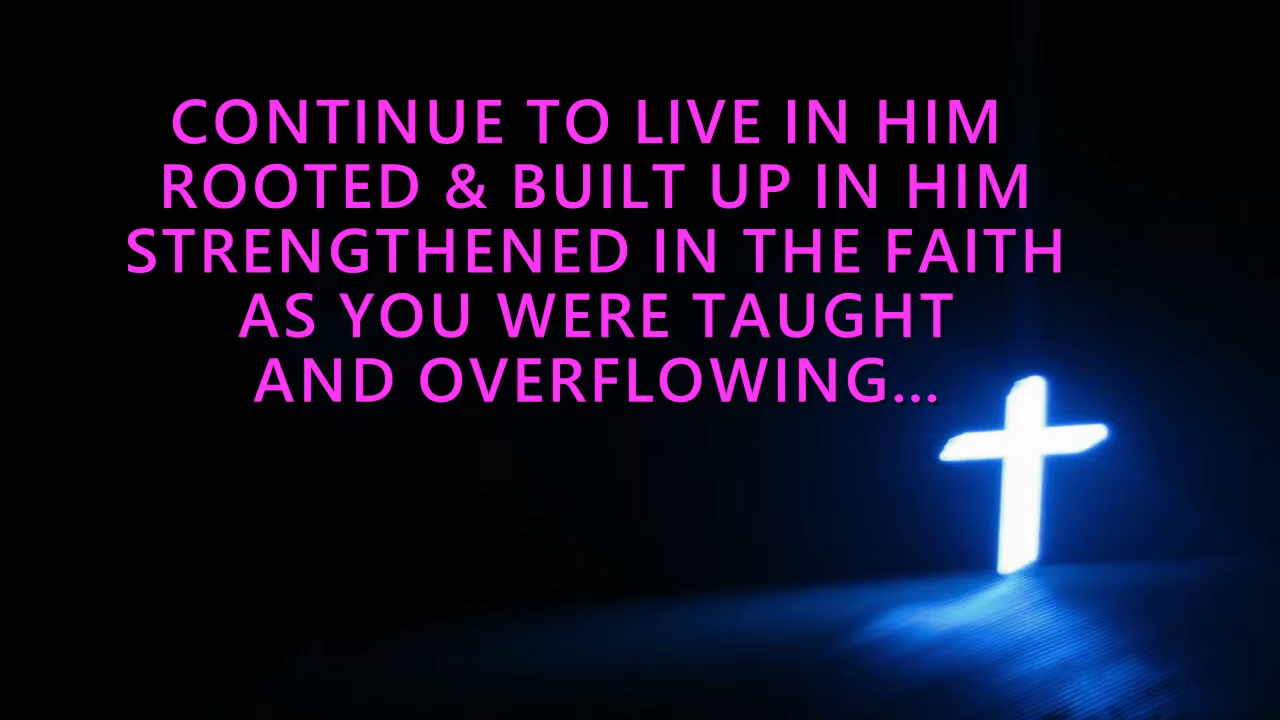 CONTINUE TO LIVE IN HIM
ROOTED & BUILT UP IN HIM
STRENGTHENED IN THE FAITH
AS YOU WERE TAUGHT
AND OVERFLOWING...